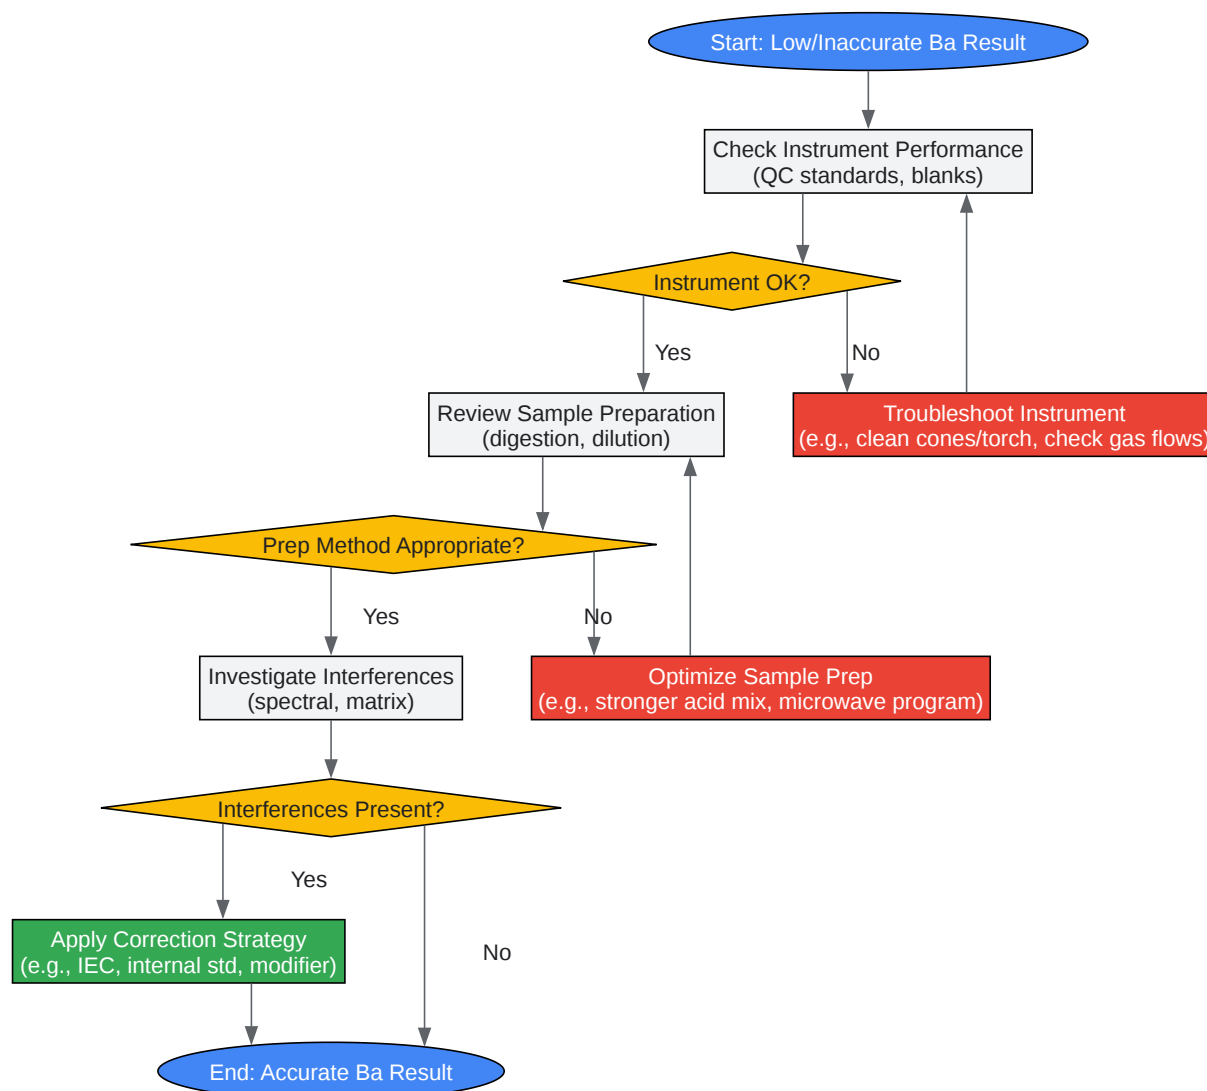 Start: Low/Inaccurate Ba Result
Check Instrument Performance
(QC standards, blanks)
Instrument OK?
Yes
No
Review Sample Preparation
(digestion, dilution)
Troubleshoot Instrument
(e.g., clean cones/torch, check gas flows)
Prep Method Appropriate?
Yes
No
Investigate Interferences
(spectral, matrix)
Optimize Sample Prep
(e.g., stronger acid mix, microwave program)
Interferences Present?
Yes
No
Apply Correction Strategy
(e.g., IEC, internal std, modifier)
End: Accurate Ba Result